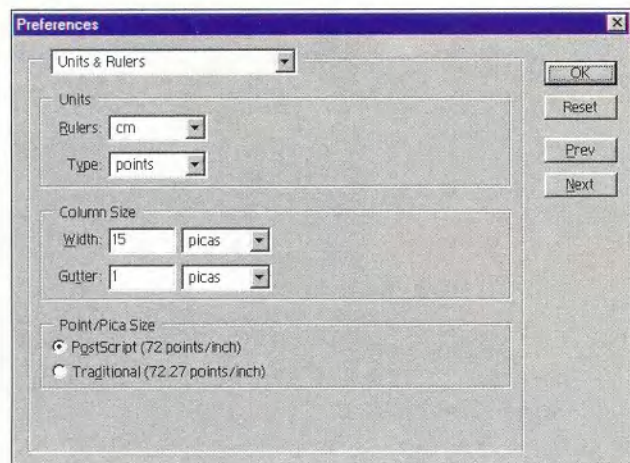 Preferences
Units & Rulers
OK
Reset
Prev
Next
Units
Rulers: cm
Type: points
Column Size
Width: 15 picas
Gutter: 1 picas
Point/Pica Size
PostScript (72 points/inch)
Traditional (72.27 points/inch)